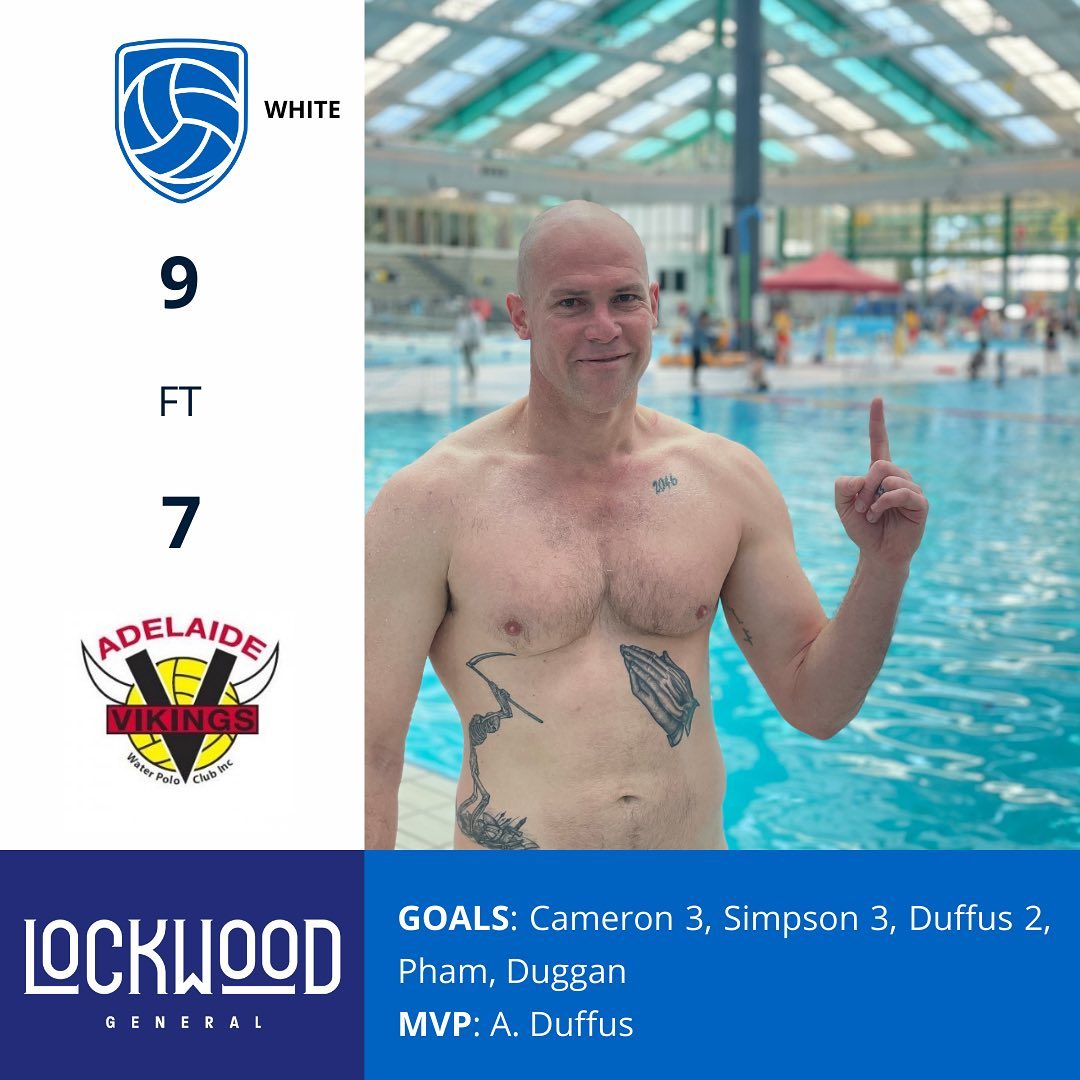 WHITE
9
FT
7
ADELAIDE
VIKINGS
Water Polo Club Inc
2046
LOCKWOOD
GENERAL
GOALS: Cameron 3, Simpson 3, Duffus 2,
Pham, Duggan
MVP: A. Duffus